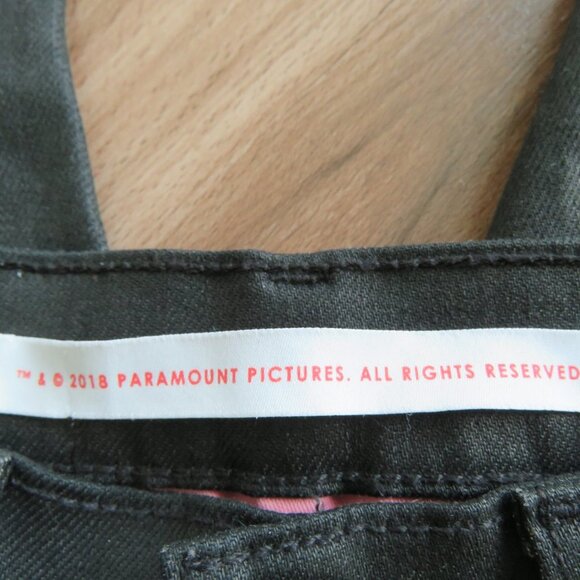 ™ & © 2018 PARAMOUNT PICTURES. ALL RIGHTS RESERVED